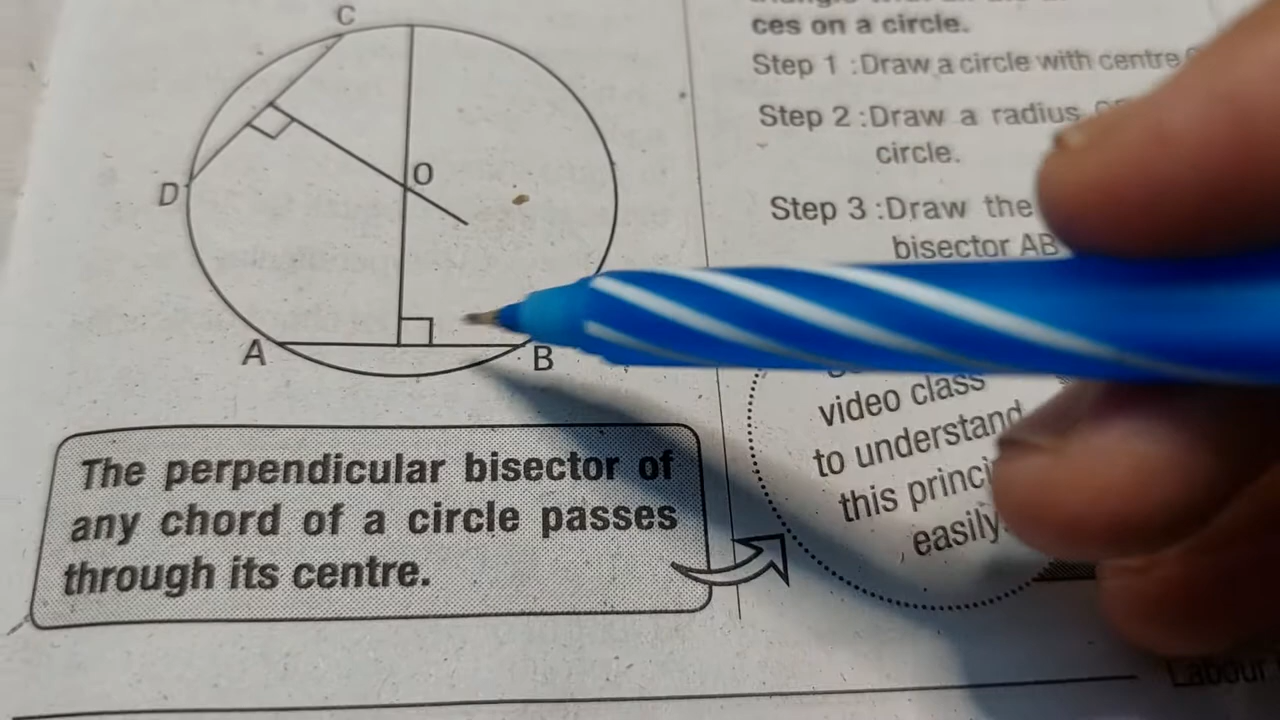 C
D
O
A
B
The perpendicular bisector of
any chord of a circle passes
through its centre.
ces on a circle.
Step 1 :Draw a circle with centre
Step 2 :Draw a radius
circle.
Step 3 :Draw the
bisector AB
video class
to understand
this
easily.
Labour